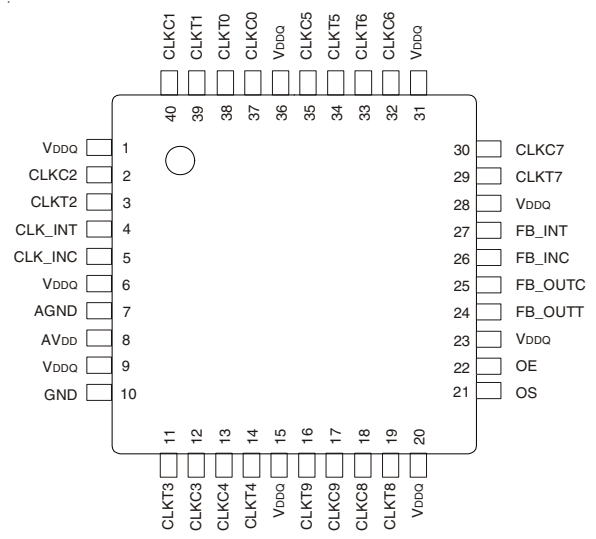 CLKC1 CLKT1 CLKT0 CLKC0 VDDQ CLKC5 CLKT5 CLKT6 CLKC6 VDDQ
40 39 38 37 36 35 34 33 32 31
VDDQ 1
CLKC2 2
CLKT2 3
CLK_INT 4
CLK_INC 5
VDDQ 6
AGND 7
AVDD 8
VDDQ 9
GND 10
30 CLKC7
29 CLKT7
28 VDDQ
27 FB_INT
26 FB_INC
25 FB_OUTC
24 FB_OUTT
23 VDDQ
22 OE
21 OS
11 12 13 14 15 16 17 18 19 20
CLKT3 CLKC3 CLKC4 CLKT4 VDDQ CLKT9 CLKC9 CLKC8 CLKT8 VDDQ